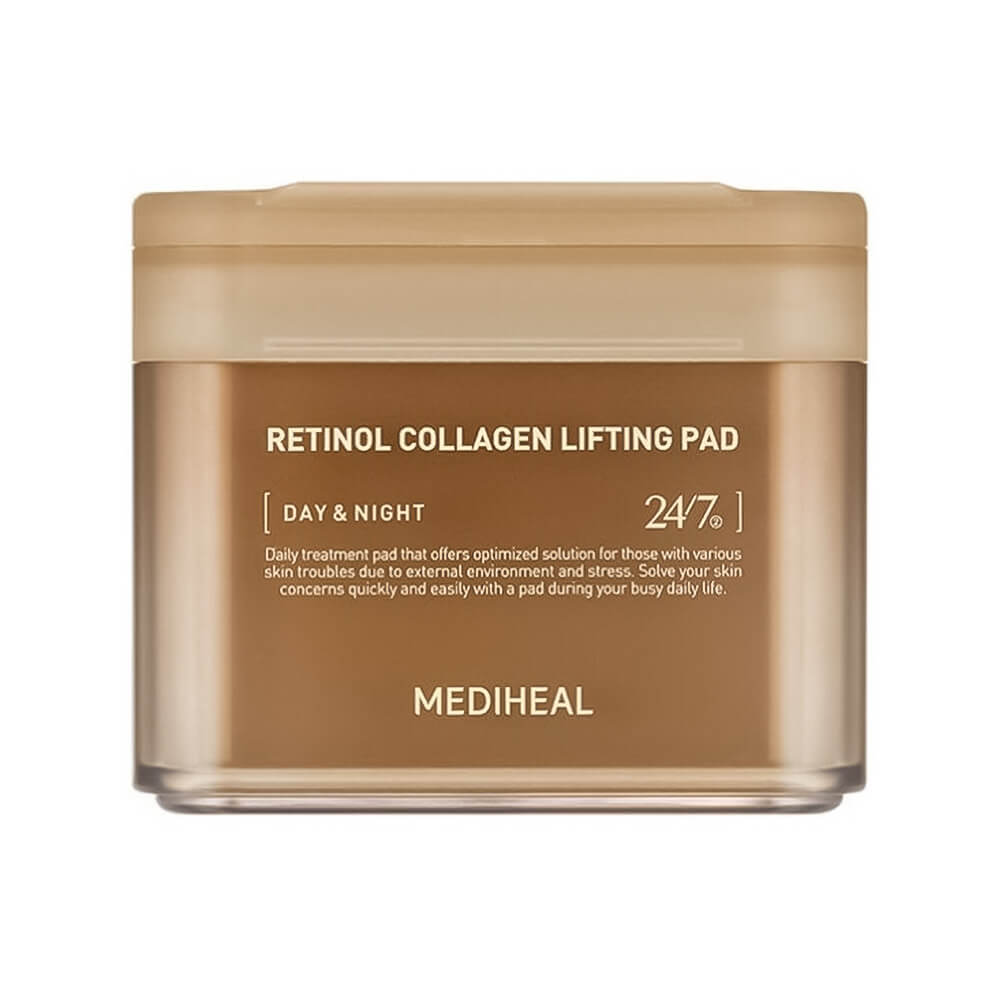 RETINOL COLLAGEN LIFTING PAD
[ DAY & NIGHT 24/7 ]
Daily treatment pad that offers optimized solution for those with various
skin troubles due to external environment and stress. Solve your skin
concerns quickly and easily with a pad during your busy daily life.
MEDIHEAL